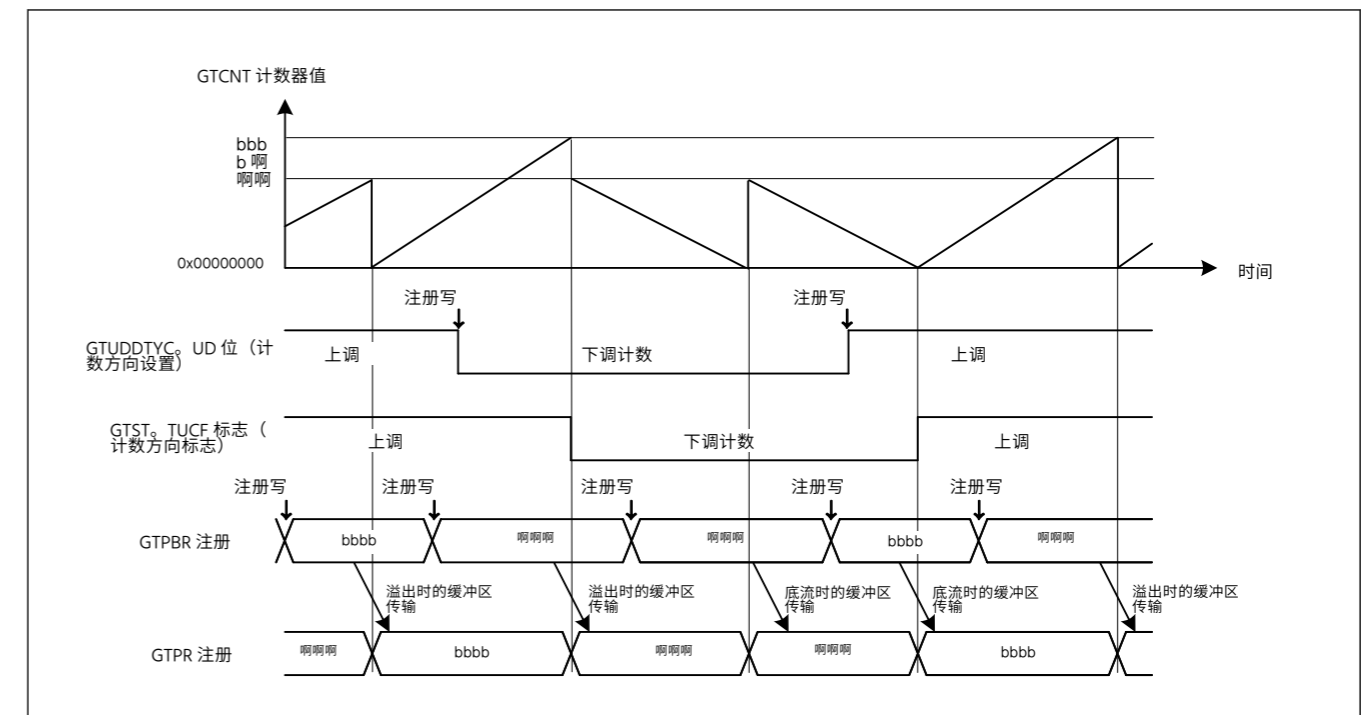 GTCNT 计数器值
bbb
b 啊
啊啊
0x00000000
时间
注册写
注册写
GTUDDTYC。UD 位（计
数方向设置）
上调
下调计数
上调
GTST。TUCF 标志（
计数方向标志）
上调
下调计数
上调
注册写
注册写
注册写
注册写
注册写
GTPBR 注册
bbbb
啊啊啊
啊啊啊
bbbb
啊啊啊
溢出时的缓冲区
传输
溢出时的缓冲区
传输
底流时的缓冲区
传输
底流时的缓冲区
传输
溢出时的缓冲区
传输
GTPR 注册
啊啊啊
bbbb
啊啊啊
啊啊啊
bbbb